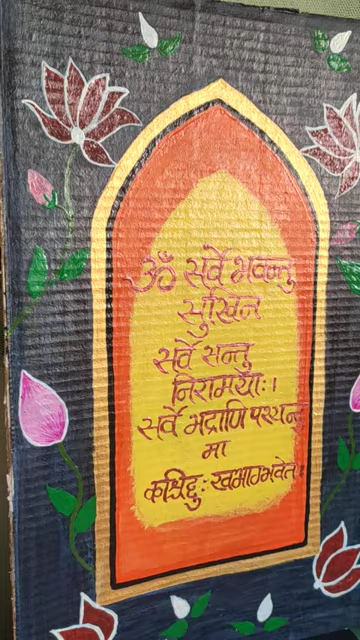 ॐ सर्वे भवन्तु
सुखिन
सर्वे सन्तु
निरामयाः।
सर्वे भद्राणि पश्यन्तु
मा
कश्चिद्दुःखभाग्भवेत।